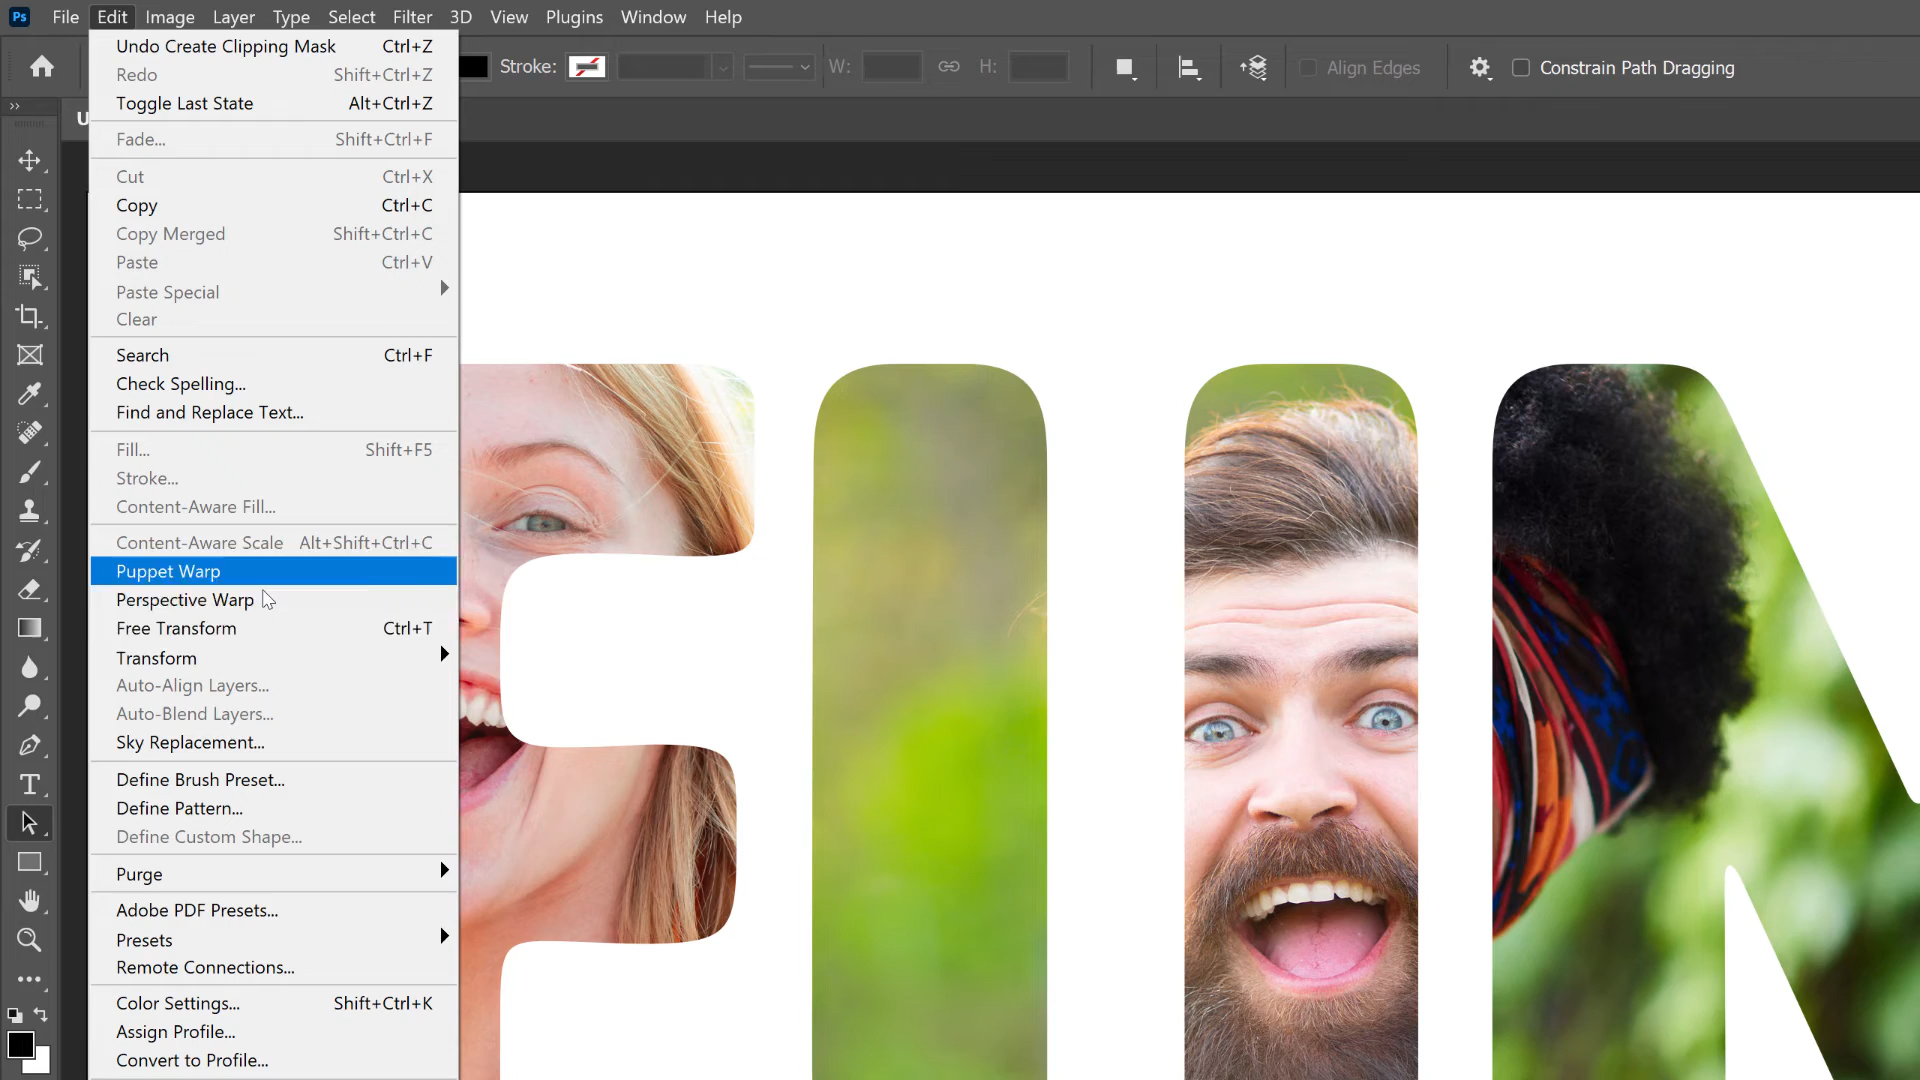 Ps File Edit Image Layer Type Select Filter 3D View Plugins Window Help
Stroke: W: H: Align Edges Constrain Path Dragging
U
Undo Create Clipping Mask Ctrl+Z
Redo Shift+Ctrl+Z
Toggle Last State Alt+Ctrl+Z
Fade... Shift+Ctrl+F
Cut Ctrl+X
Copy Ctrl+C
Copy Merged Shift+Ctrl+C
Paste Ctrl+V
Paste Special
Clear
Search Ctrl+F
Check Spelling...
Find and Replace Text...
Fill... Shift+F5
Stroke...
Content-Aware Fill...
Content-Aware Scale Alt+Shift+Ctrl+C
Puppet Warp
Perspective Warp
Free Transform Ctrl+T
Transform
Auto-Align Layers...
Auto-Blend Layers...
Sky Replacement...
Define Brush Preset...
Define Pattern...
Define Custom Shape...
Purge
Adobe PDF Presets...
Presets
Remote Connections...
Color Settings... Shift+Ctrl+K
Assign Profile...
Convert to Profile...